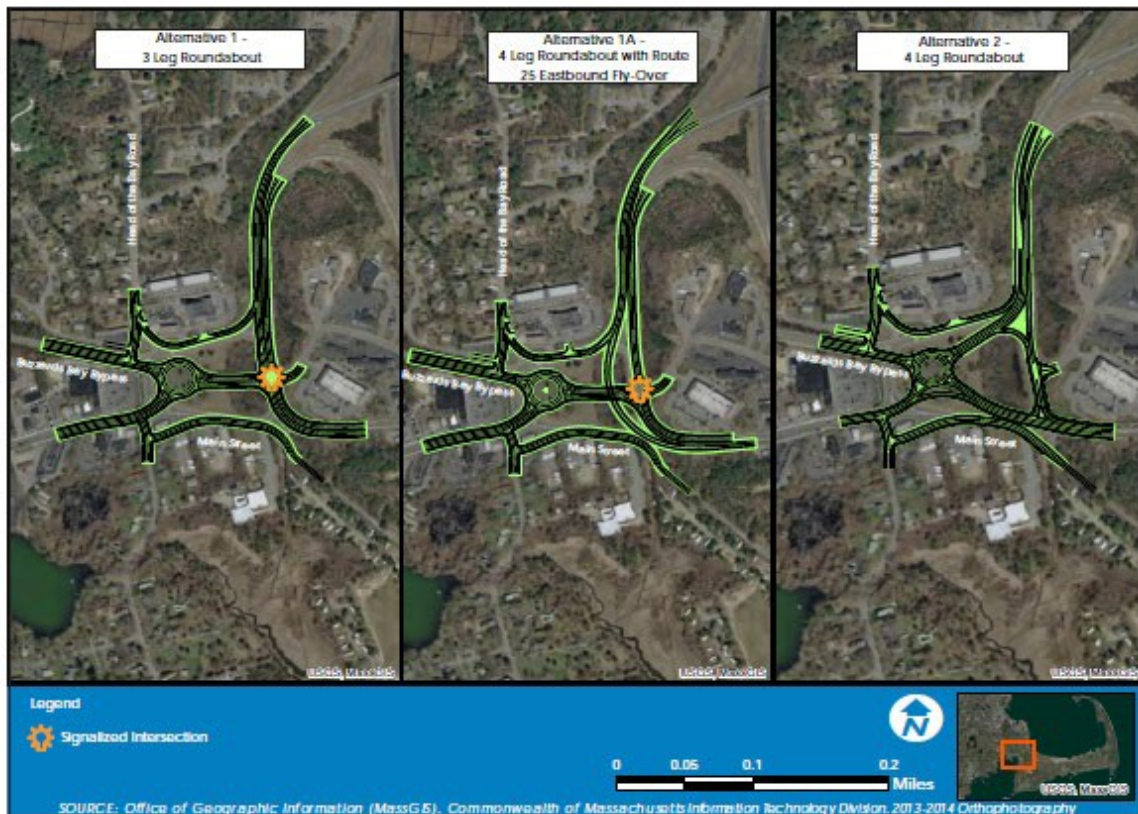 Alternative 1 -
3 Leg Roundabout
Alternative 1A -
4 Leg Roundabout with Route
25 Eastbound Fly-Over
Alternative 2 -
4 Leg Roundabout
Head of the Bay Road
Head of the Bay Road
Head of the Bay Road
Buzzards Bay Bypass
Buzzards Bay Bypass
Buzzards Bay Bypass
Main Street
Main Street
Main Street
USGS, MassGIS
USGS, MassGIS
USGS, MassGIS
Legend
Signalized Intersection
N
0 0.05 0.1 0.2
Miles
USGS, MassGIS
SOURCE: Office of Geographic Information (MassGIS), Commonwealth of Massachusetts Information Technology Division. 2013-2014 Orthophotography